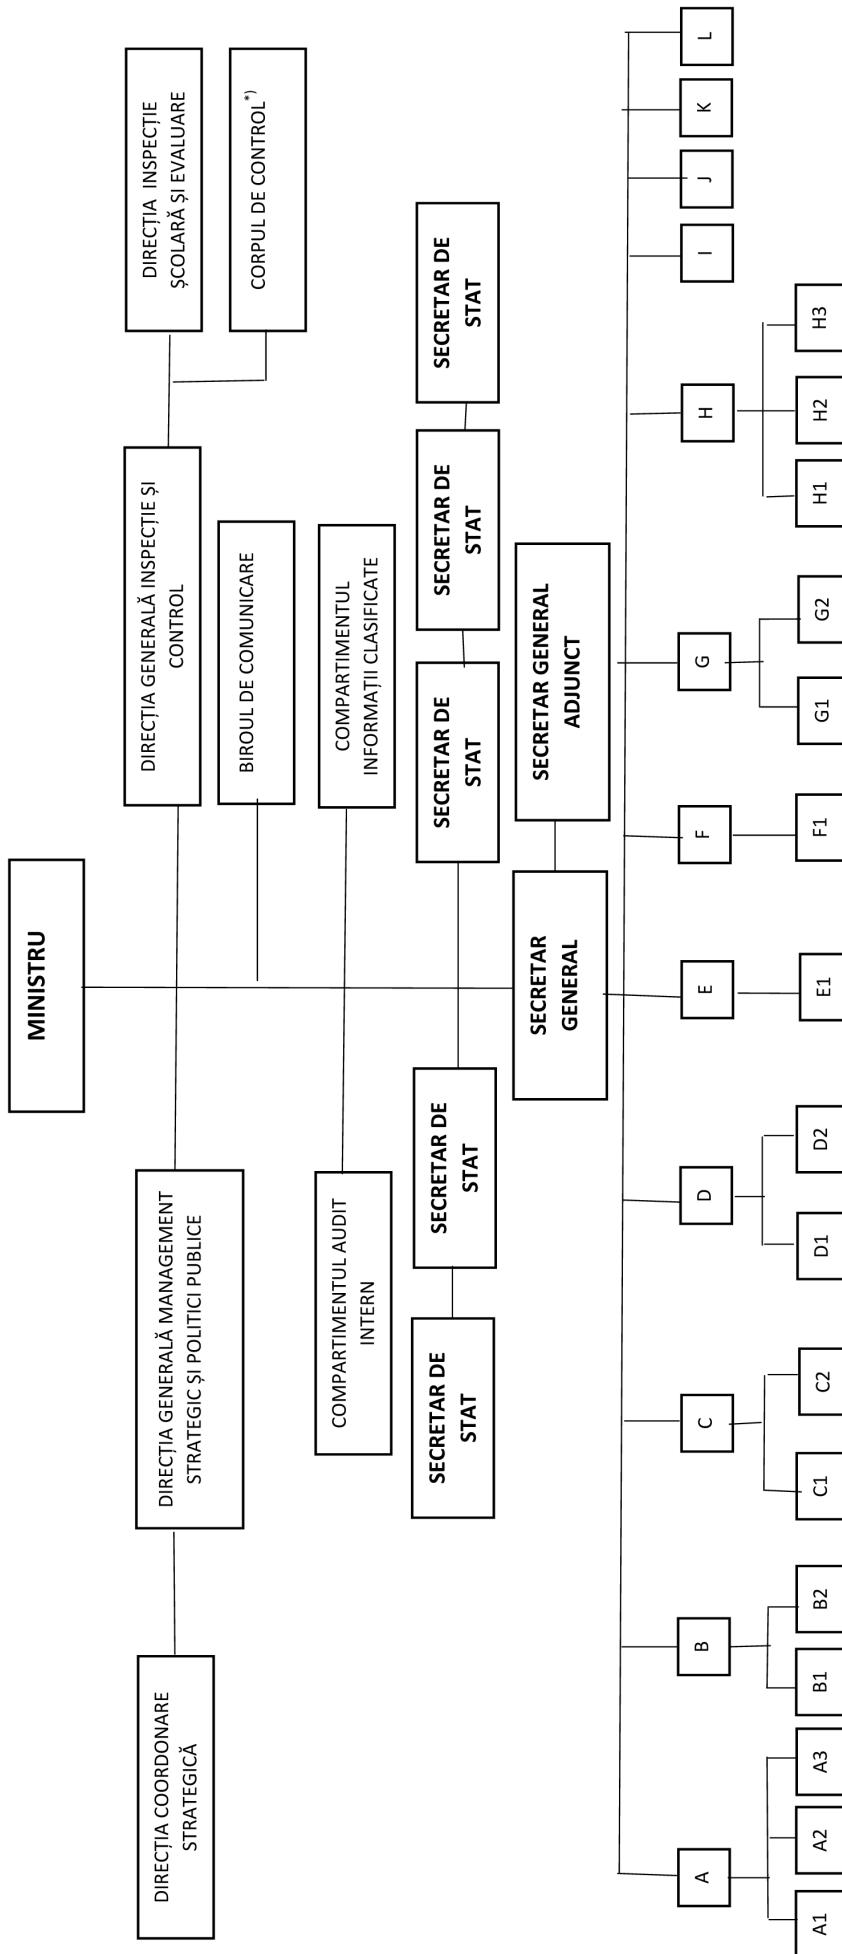 MINISTRU
DIRECȚIA COORDONARE
STRATEGICĂ
DIRECȚIA GENERALĂ MANAGEMENT
STRATEGIC ȘI POLITICI PUBLICE
DIRECȚIA GENERALĂ INSPECȚIE ȘI
CONTROL
DIRECȚIA INSPECȚIE
ȘCOLARĂ ȘI EVALUARE
BIROUL DE COMUNICARE
CORPUL DE CONTROL*)
COMPARTIMENTUL AUDIT
INTERN
COMPARTIMENTUL
INFORMAȚII CLASIFICATE
SECRETAR DE
STAT
SECRETAR DE
STAT
SECRETAR DE
STAT
SECRETAR DE
STAT
SECRETAR DE
STAT
SECRETAR
GENERAL
SECRETAR GENERAL
ADJUNCT
A
B
C
D
E
F
G
H
I
J
K
L
A1
A2
A3
B1
B2
C1
C2
D1
D2
E1
F1
G1
G2
H1
H2
H3